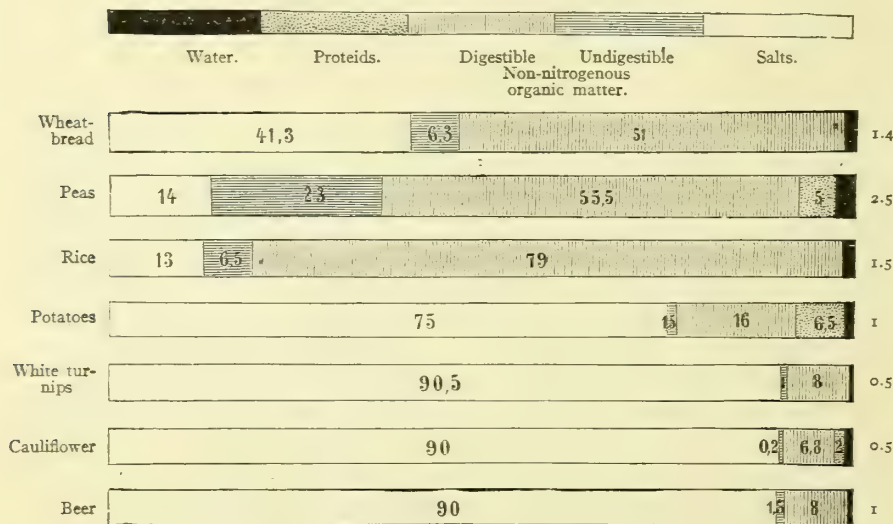 Water. Proteids. Digestible Undigestible Salts.
Non-nitrogenous
organic matter.
Wheat-
bread 41,3 6,3 51 1.4
Peas 14 23 55,5 5 2.5
Rice 13 6,5 79 1.5
Potatoes 75 15 16 6,5 1
White tur-
nips 90,5 8 0.5
Cauliflower 90 0,2 6,8 2 0.5
Beer 90 1,5 8 1